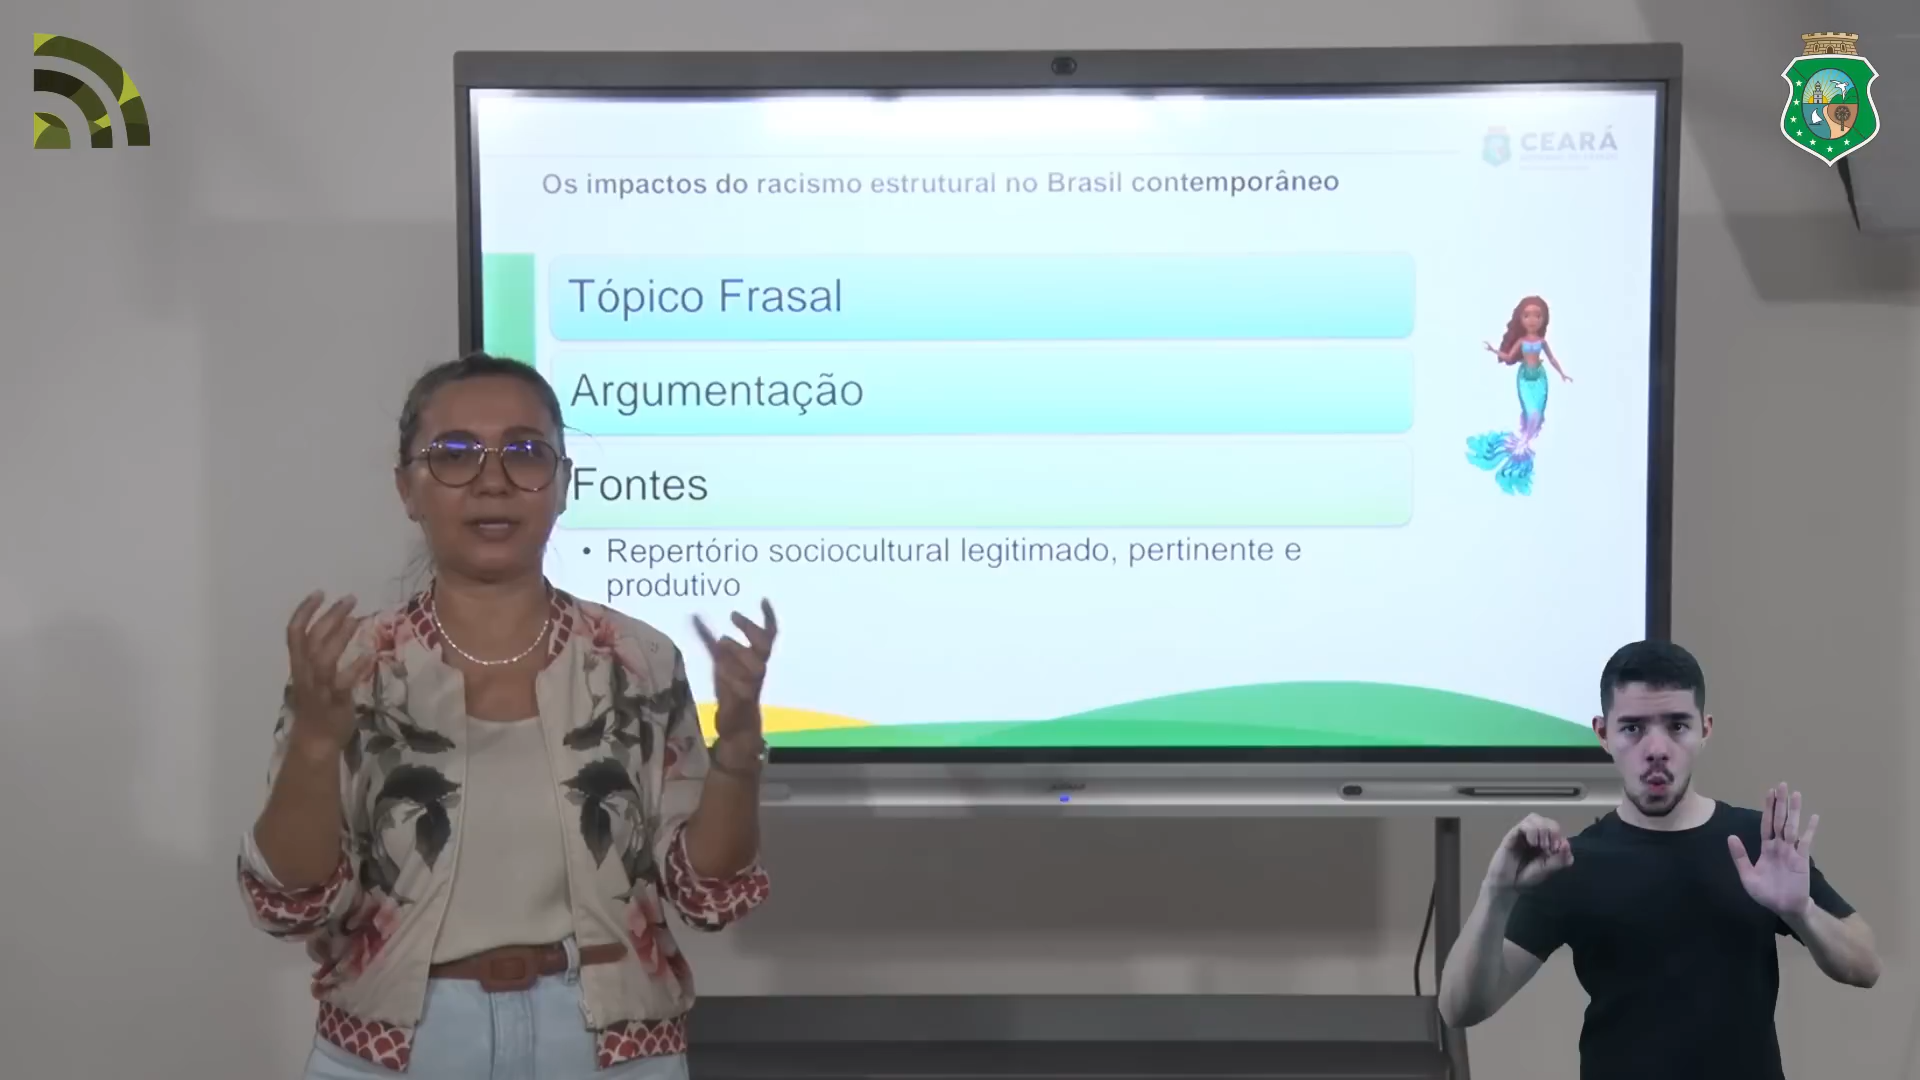 CEARÁ
Os impactos do racismo estrutural no Brasil contemporâneo
Tópico Frasal
Argumentação
Fontes
• Repertório sociocultural legitimado, pertinente e
produtivo